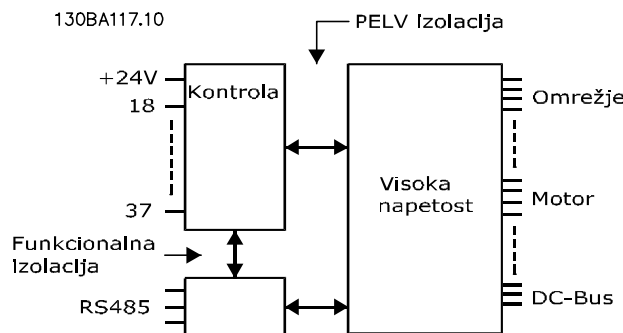 130BA117.10
PELV izolacija
+24V
18
Kontrola
Omrežje
Visoka
napetost
37
Motor
Funkcionalna
izolacija
RS485
DC-Bus